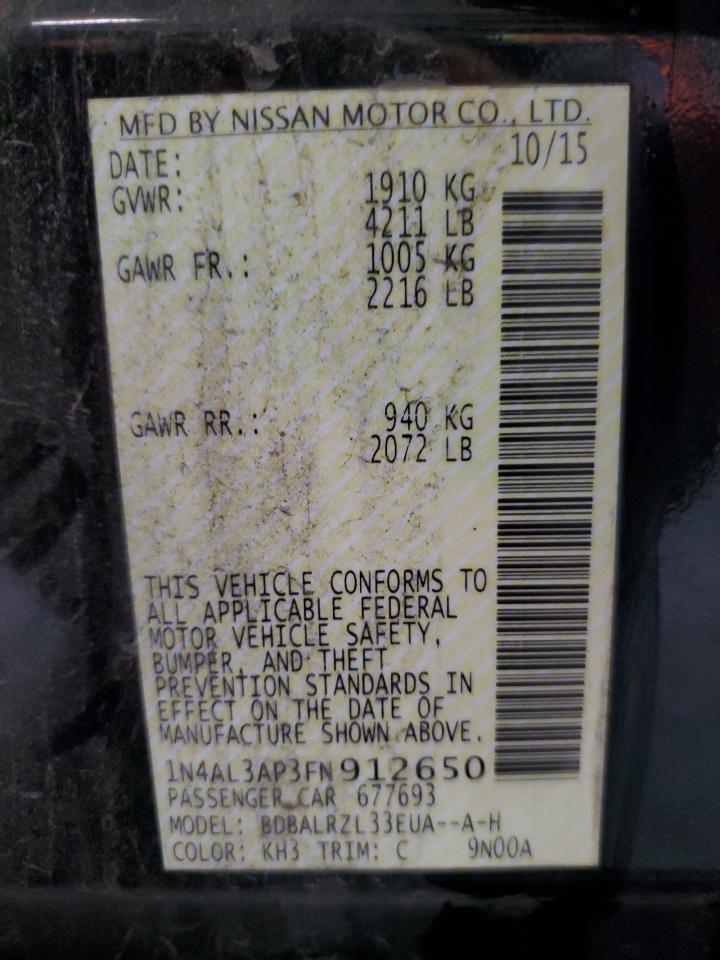 MFD BY NISSAN MOTOR CO., LTD.
DATE: 10/15
GVWR: 1910 KG
4211 LB
GAWR FR.: 1005 KG
2216 LB
GAWR RR.: 940 KG
2072 LB
THIS VEHICLE CONFORMS TO
ALL APPLICABLE FEDERAL
MOTOR VEHICLE SAFETY,
BUMPER, AND THEFT
PREVENTION STANDARDS IN
EFFECT ON THE DATE OF
MANUFACTURE SHOWN ABOVE.
1N4AL3AP3FN912650
PASSENGER CAR 677693
MODEL: BDBALRZL33EUA--A-H
COLOR: KH3 TRIM: C 9N00A